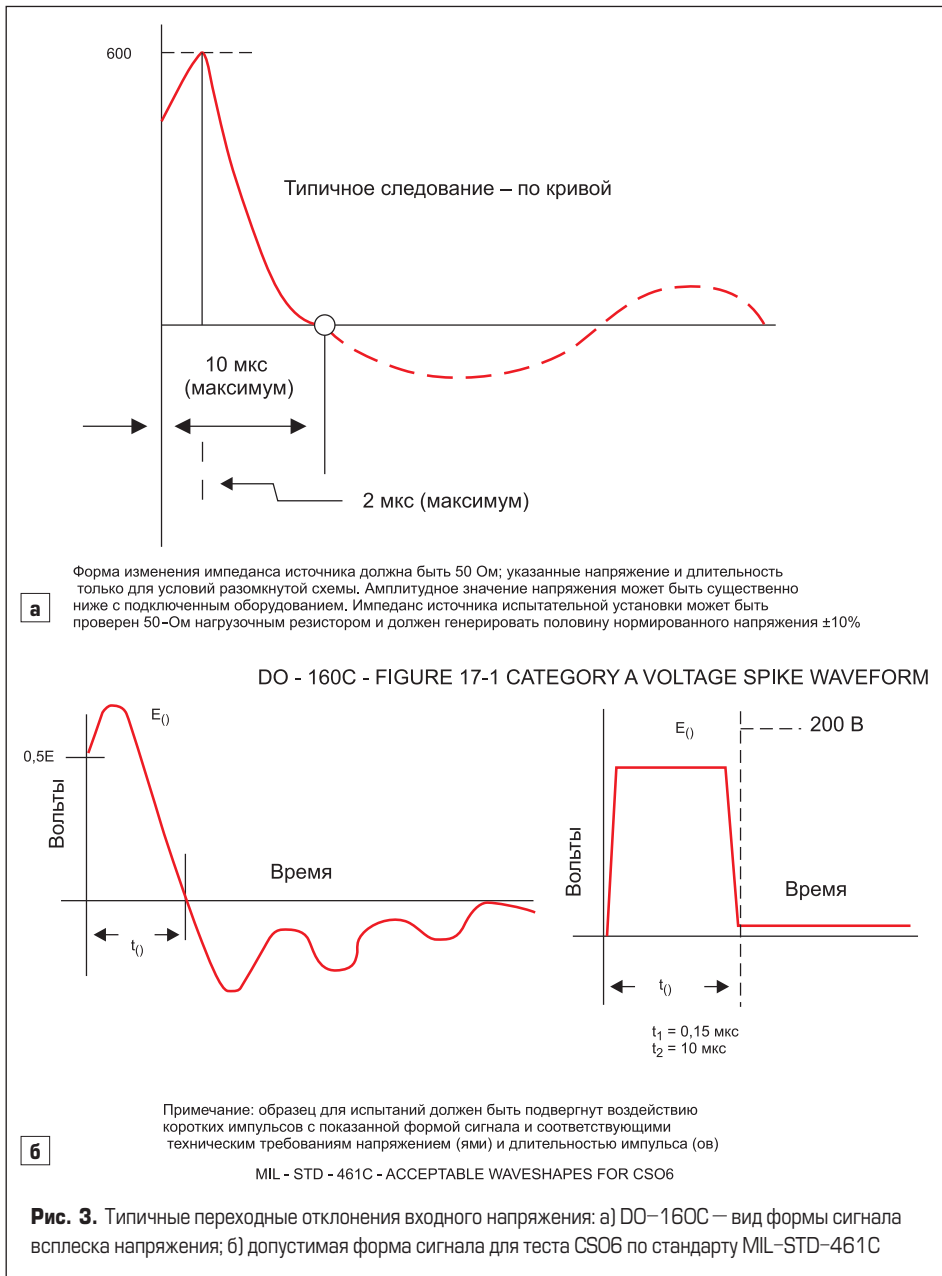 600
Типичное следование – по кривой
10 мкс
(максимум)
2 мкс (максимум)
Форма изменения импеданса источника должна быть 50 Ом; указанные напряжение и длительность
только для условий разомкнутой схемы. Амплитудное значение напряжения может быть существенно
ниже с подключенным оборудованием. Импеданс источника испытательной установки может быть
проверен 50-Ом нагрузочным резистором и должен генерировать половину нормированного напряжения ±10%
а
DO - 160C - FIGURE 17-1 CATEGORY A VOLTAGE SPIKE WAVEFORM
E()
0,5E
Вольты
Время
t()
E()
200 В
Вольты
Время
t()
t1 = 0,15 мкс
t2 = 10 мкс
Примечание: образец для испытаний должен быть подвергнут воздействию
коротких импульсов с показанной формой сигнала и соответствующими
техническим требованиям напряжением (ями) и длительностью импульса (ов)
б
MIL - STD - 461C - ACCEPTABLE WAVESHAPES FOR CSO6
Рис. 3. Типичные переходные отклонения входного напряжения: а) DO–160C — вид формы сигнала
всплеска напряжения; б) допустимая форма сигнала для теста CS06 по стандарту MIL–STD–461C